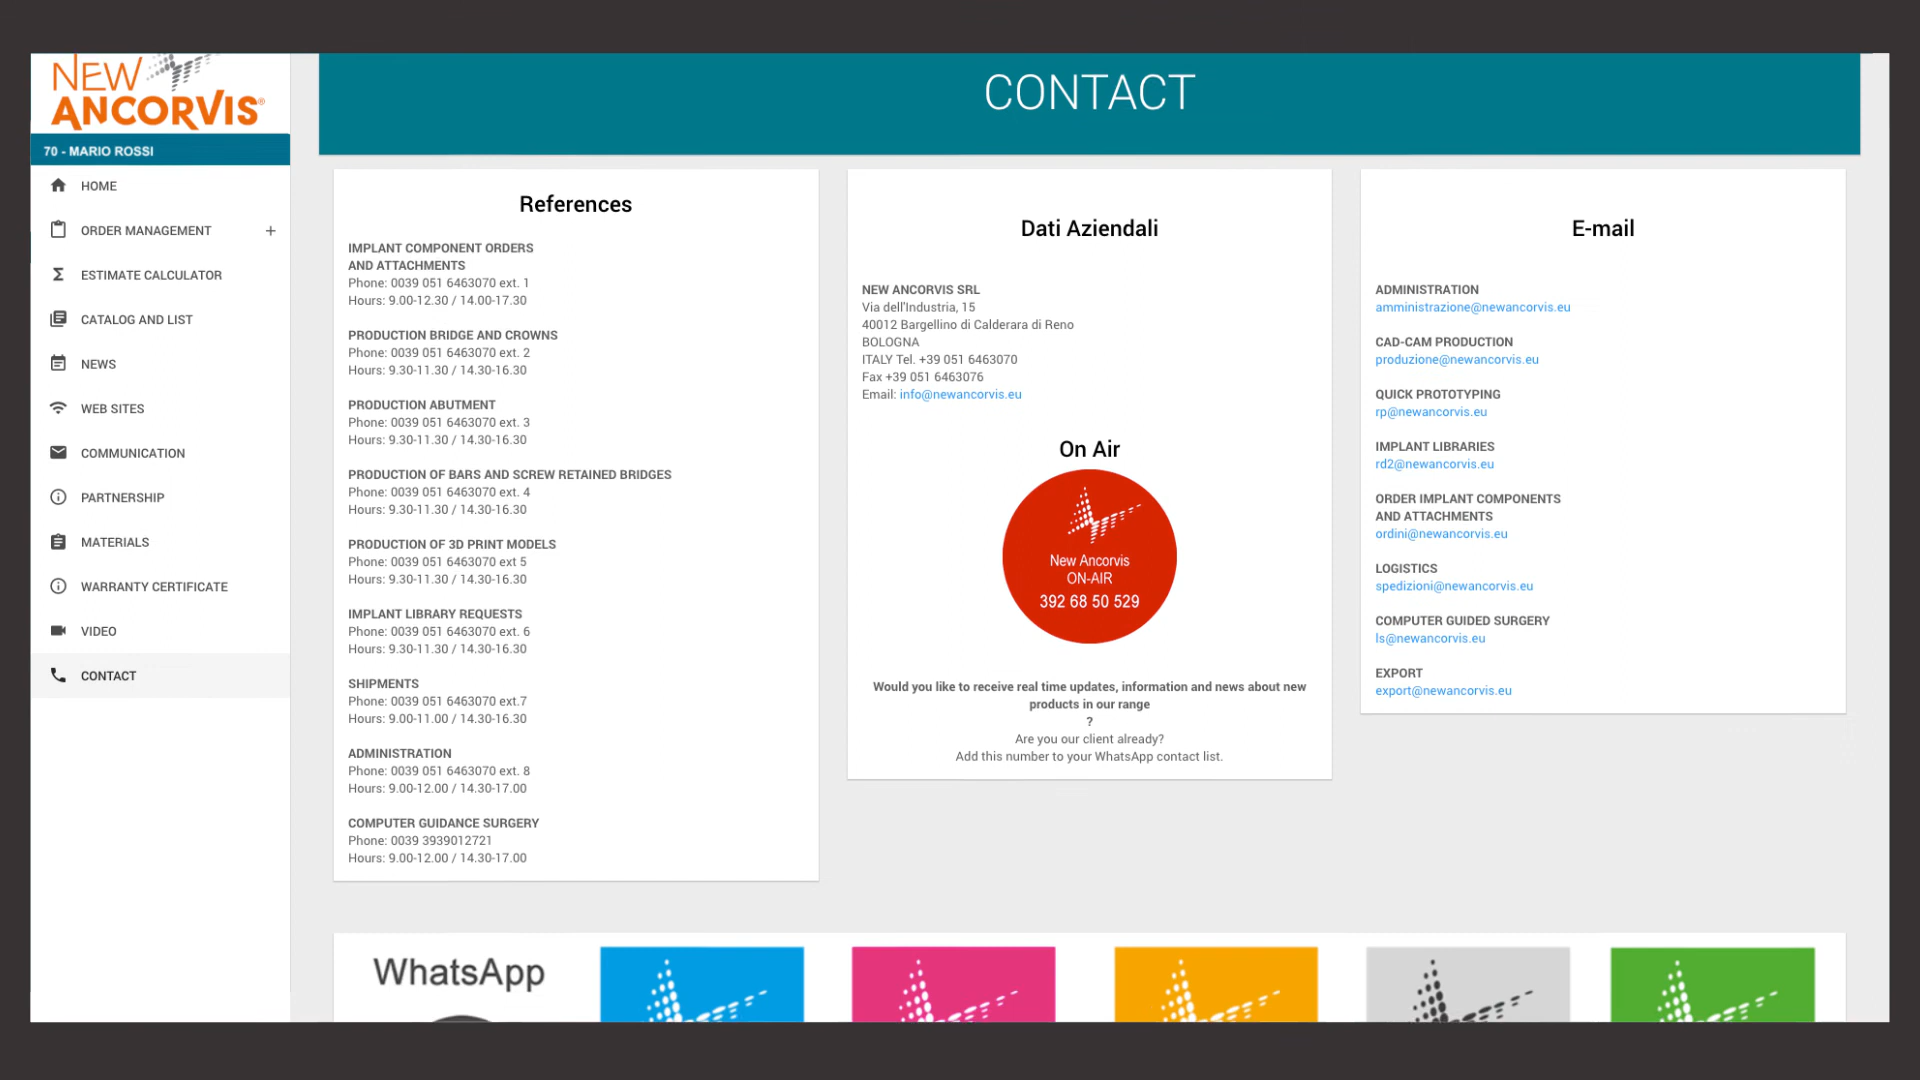 NEW
ANCORVIS®
70 - MARIO ROSSI
HOME
ORDER MANAGEMENT +
ESTIMATE CALCULATOR
CATALOG AND LIST
NEWS
WEB SITES
COMMUNICATION
PARTNERSHIP
MATERIALS
WARRANTY CERTIFICATE
VIDEO
CONTACT
CONTACT
References
IMPLANT COMPONENT ORDERS
AND ATTACHMENTS
Phone: 0039 051 6463070 ext. 1
Hours: 9.00-12.30 / 14.00-17.30
PRODUCTION BRIDGE AND CROWNS
Phone: 0039 051 6463070 ext. 2
Hours: 9.30-11.30 / 14.30-16.30
PRODUCTION ABUTMENT
Phone: 0039 051 6463070 ext. 3
Hours: 9.30-11.30 / 14.30-16.30
PRODUCTION OF BARS AND SCREW RETAINED BRIDGES
Phone: 0039 051 6463070 ext. 4
Hours: 9.30-11.30 / 14.30-16.30
PRODUCTION OF 3D PRINT MODELS
Phone: 0039 051 6463070 ext 5
Hours: 9.30-11.30 / 14.30-16.30
IMPLANT LIBRARY REQUESTS
Phone: 0039 051 6463070 ext. 6
Hours: 9.30-11.30 / 14.30-16.30
SHIPMENTS
Phone: 0039 051 6463070 ext.7
Hours: 9.00-11.00 / 14.30-16.30
ADMINISTRATION
Phone: 0039 051 6463070 ext. 8
Hours: 9.00-12.00 / 14.30-17.00
COMPUTER GUIDANCE SURGERY
Phone: 0039 3939012721
Hours: 9.00-12.00 / 14.30-17.00
Dati Aziendali
NEW ANCORVIS SRL
Via dell'Industria, 15
40012 Bargellino di Calderara di Reno
BOLOGNA
ITALY Tel. +39 051 6463070
Fax +39 051 6463076
Email: info@newancorvis.eu
On Air
New Ancorvis
ON-AIR
392 68 50 529
Would you like to receive real time updates, information and news about new
products in our range
?
Are you our client already?
Add this number to your WhatsApp contact list.
E-mail
ADMINISTRATION
amministrazione@newancorvis.eu
CAD-CAM PRODUCTION
produzione@newancorvis.eu
QUICK PROTOTYPING
rp@newancorvis.eu
IMPLANT LIBRARIES
rd2@newancorvis.eu
ORDER IMPLANT COMPONENTS
AND ATTACHMENTS
ordini@newancorvis.eu
LOGISTICS
spedizioni@newancorvis.eu
COMPUTER GUIDED SURGERY
ls@newancorvis.eu
EXPORT
export@newancorvis.eu
WhatsApp